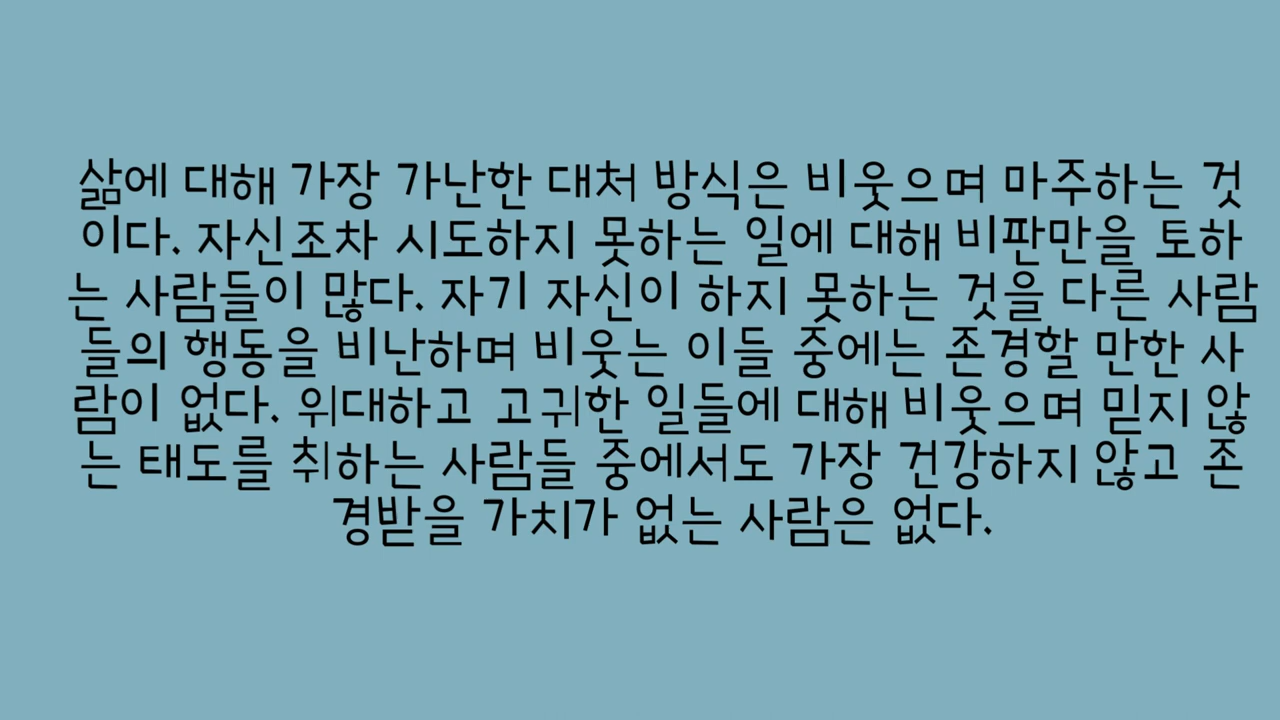 삶에 대해 가장 가난한 대처 방식은 비웃으며 마주하는 것
이다. 자신조차 시도하지 못하는 일에 대해 비판만을 토하
는 사람들이 많다. 자기 자신이 하지 못하는 것을 다른 사람
들의 행동을 비난하며 비웃는 이들 중에는 존경할 만한 사
람이 없다. 위대하고 고귀한 일들에 대해 비웃으며 믿지 않
는 태도를 취하는 사람들 중에서도 가장 건강하지 않고 존
경받을 가치가 없는 사람은 없다.